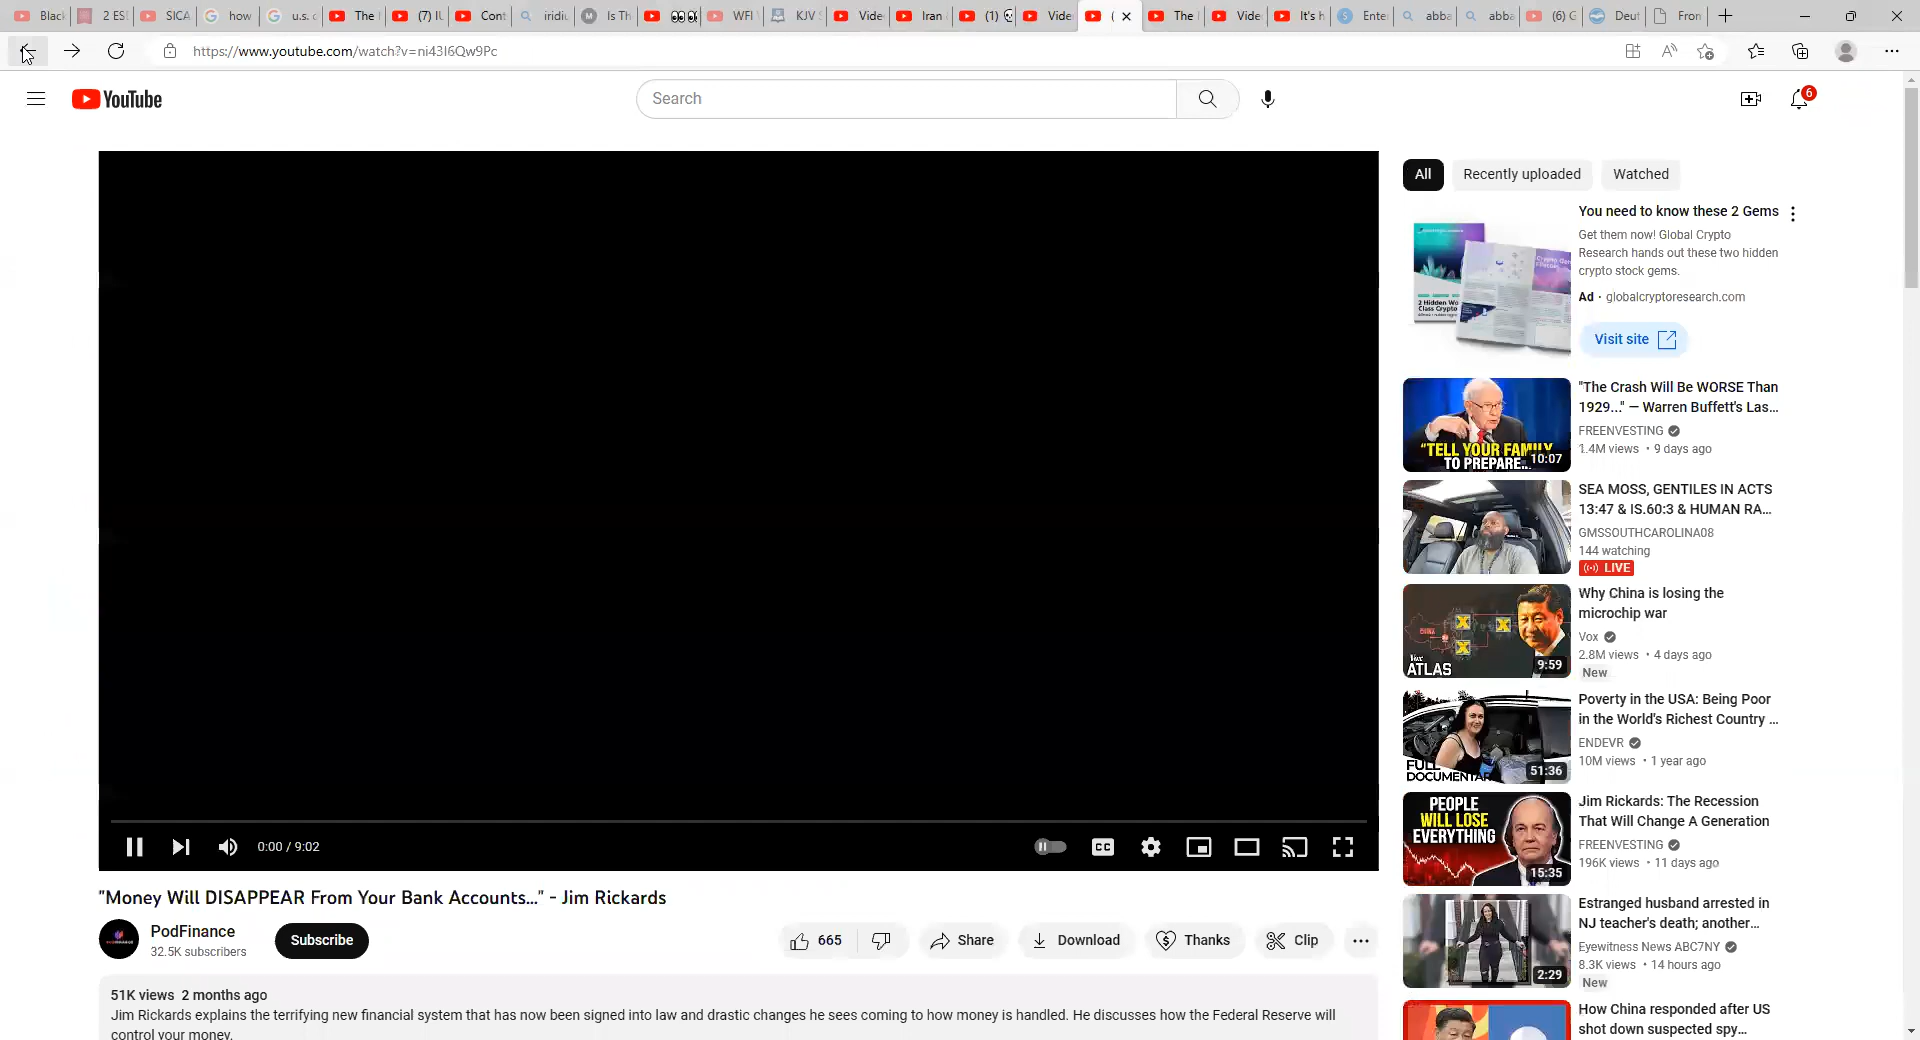 Black
2 ES
SICA
how
u.s. c
The
(7) IU
Cont
iridiu
Is Th
WFI
KJV
Vide
Iran
(1)
Vide
(
The
Vide
It's h
Ente
abba
abba
(6) G
Deut
Fron
https://www.youtube.com/watch?v=ni43I6Qw9Pc
YouTube
Search
6
All
Recently uploaded
Watched
You need to know these 2 Gems
Get them now! Global Crypto
Research hands out these two hidden
crypto stock gems.
Ad · globalcryptoresearch.com
Visit site
"The Crash Will Be WORSE Than
1929..." — Warren Buffett's Las...
FREENVESTING
1.4M views • 9 days ago
"TELL YOUR FAMILY
TO PREPARE...
10:07
SEA MOSS, GENTILES IN ACTS
13:47 & IS.60:3 & HUMAN RA...
GMSSOUTHCAROLINA08
144 watching
LIVE
Why China is losing the
microchip war
Vox
2.8M views • 4 days ago
New
Vox
ATLAS
9:59
Poverty in the USA: Being Poor
in the World's Richest Country ...
ENDEVR
10M views • 1 year ago
FULL
DOCUMENTAR
51:36
PEOPLE
WILL LOSE
EVERYTHING
15:35
Jim Rickards: The Recession
That Will Change A Generation
FREENVESTING
196K views • 11 days ago
Estranged husband arrested in
NJ teacher's death; another...
Eyewitness News ABC7NY
8.3K views • 14 hours ago
New
2:29
How China responded after US
shot down suspected spy...
0:00 / 9:02
CC
"Money Will DISAPPEAR From Your Bank Accounts..." - Jim Rickards
PodFinance
32.5K subscribers
Subscribe
665
Share
Download
Thanks
Clip
51K views 2 months ago
Jim Rickards explains the terrifying new financial system that has now been signed into law and drastic changes he sees coming to how money is handled. He discusses how the Federal Reserve will
control your money.